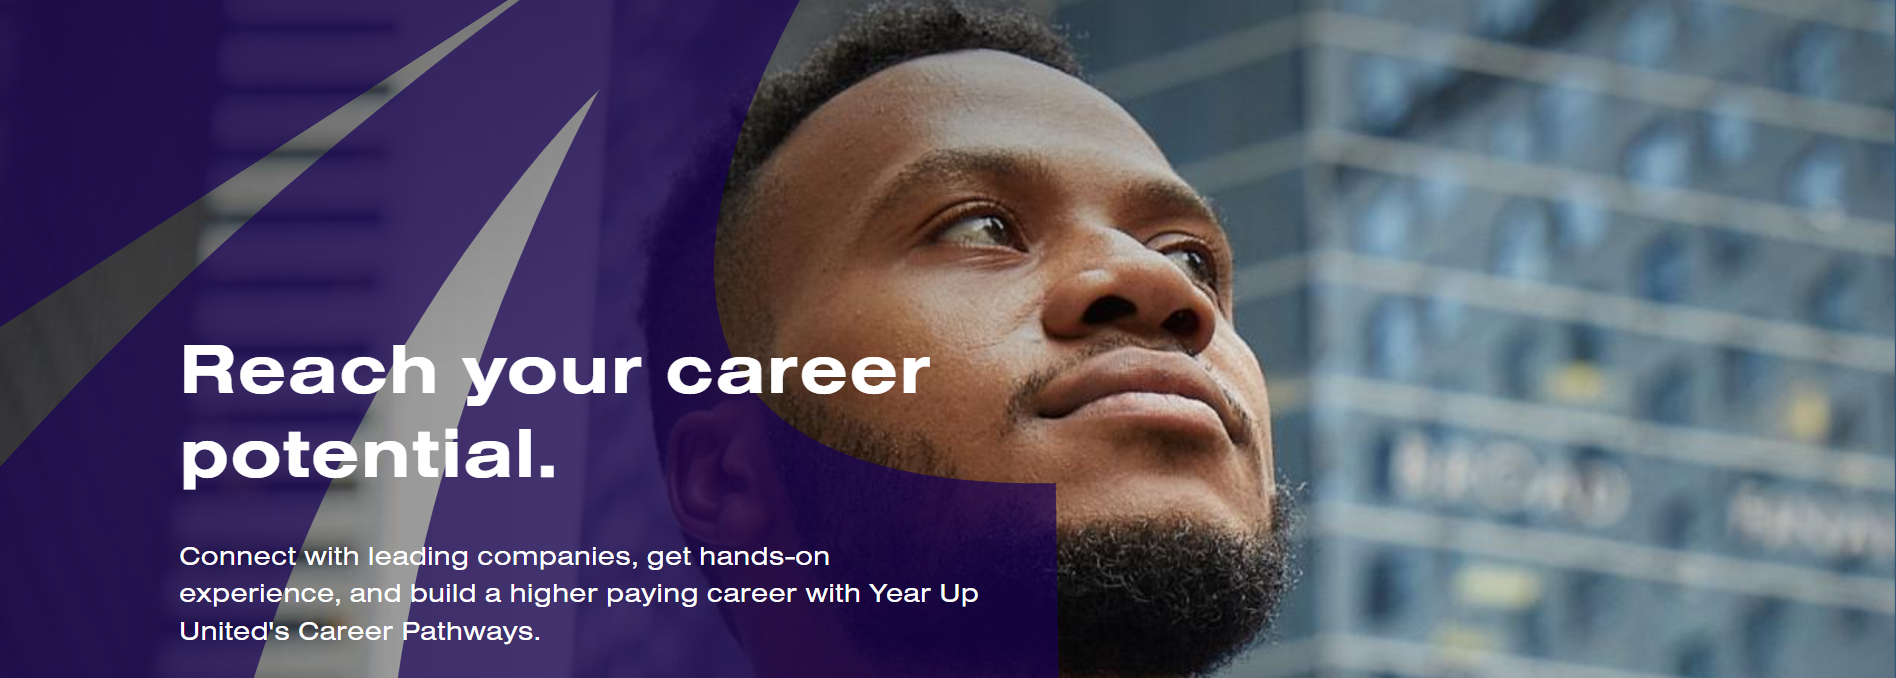 Reach your career
potential.
Connect with leading companies, get hands-on
experience, and build a higher paying career with Year Up
United's Career Pathways.